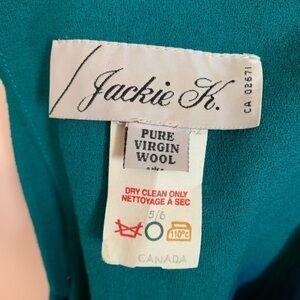 Jackie K.
CA 02671
PURE
VIRGIN
WOOL
DRY CLEAN ONLY
NETTOYAGE À SEC
5/6
110°C
CANADA